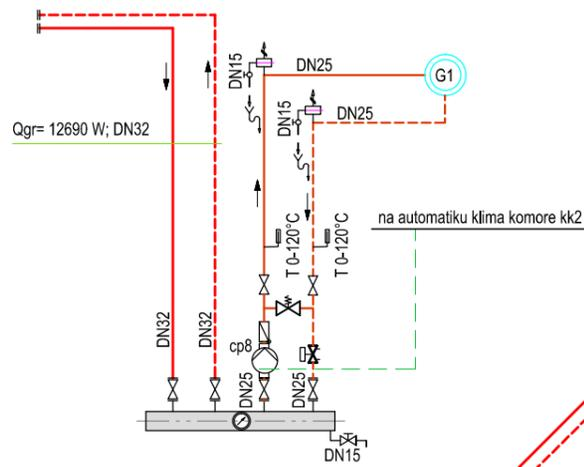 DN25
G1
DN15
DN25
DN15
Qgr= 12690 W; DN32
na automatiku klima komore kk2
T 0-120°C
T 0-120°C
DN32
DN32
cp8
DN25
DN25
DN15